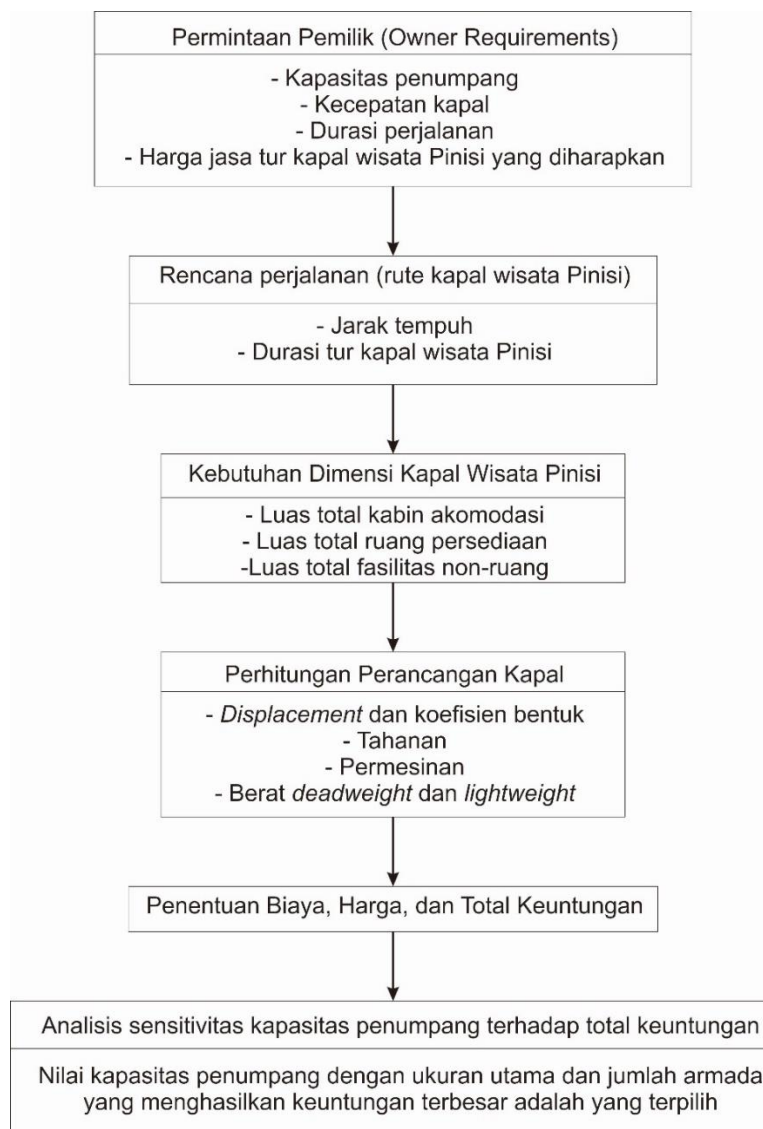 Permintaan Pemilik (Owner Requirements)
- Kapasitas penumpang
- Kecepatan kapal
- Durasi perjalanan
- Harga jasa tur kapal wisata Pinisi yang diharapkan
Rencana perjalanan (rute kapal wisata Pinisi)
- Jarak tempuh
- Durasi tur kapal wisata Pinisi
Kebutuhan Dimensi Kapal Wisata Pinisi
- Luas total kabin akomodasi
- Luas total ruang persediaan
-Luas total fasilitas non-ruang
Perhitungan Perancangan Kapal
- Displacement dan koefisien bentuk
- Tahanan
- Permesinan
- Berat deadweight dan lightweight
Penentuan Biaya, Harga, dan Total Keuntungan
Analisis sensitivitas kapasitas penumpang terhadap total keuntungan
Nilai kapasitas penumpang dengan ukuran utama dan jumlah armada
yang menghasilkan keuntungan terbesar adalah yang terpilih